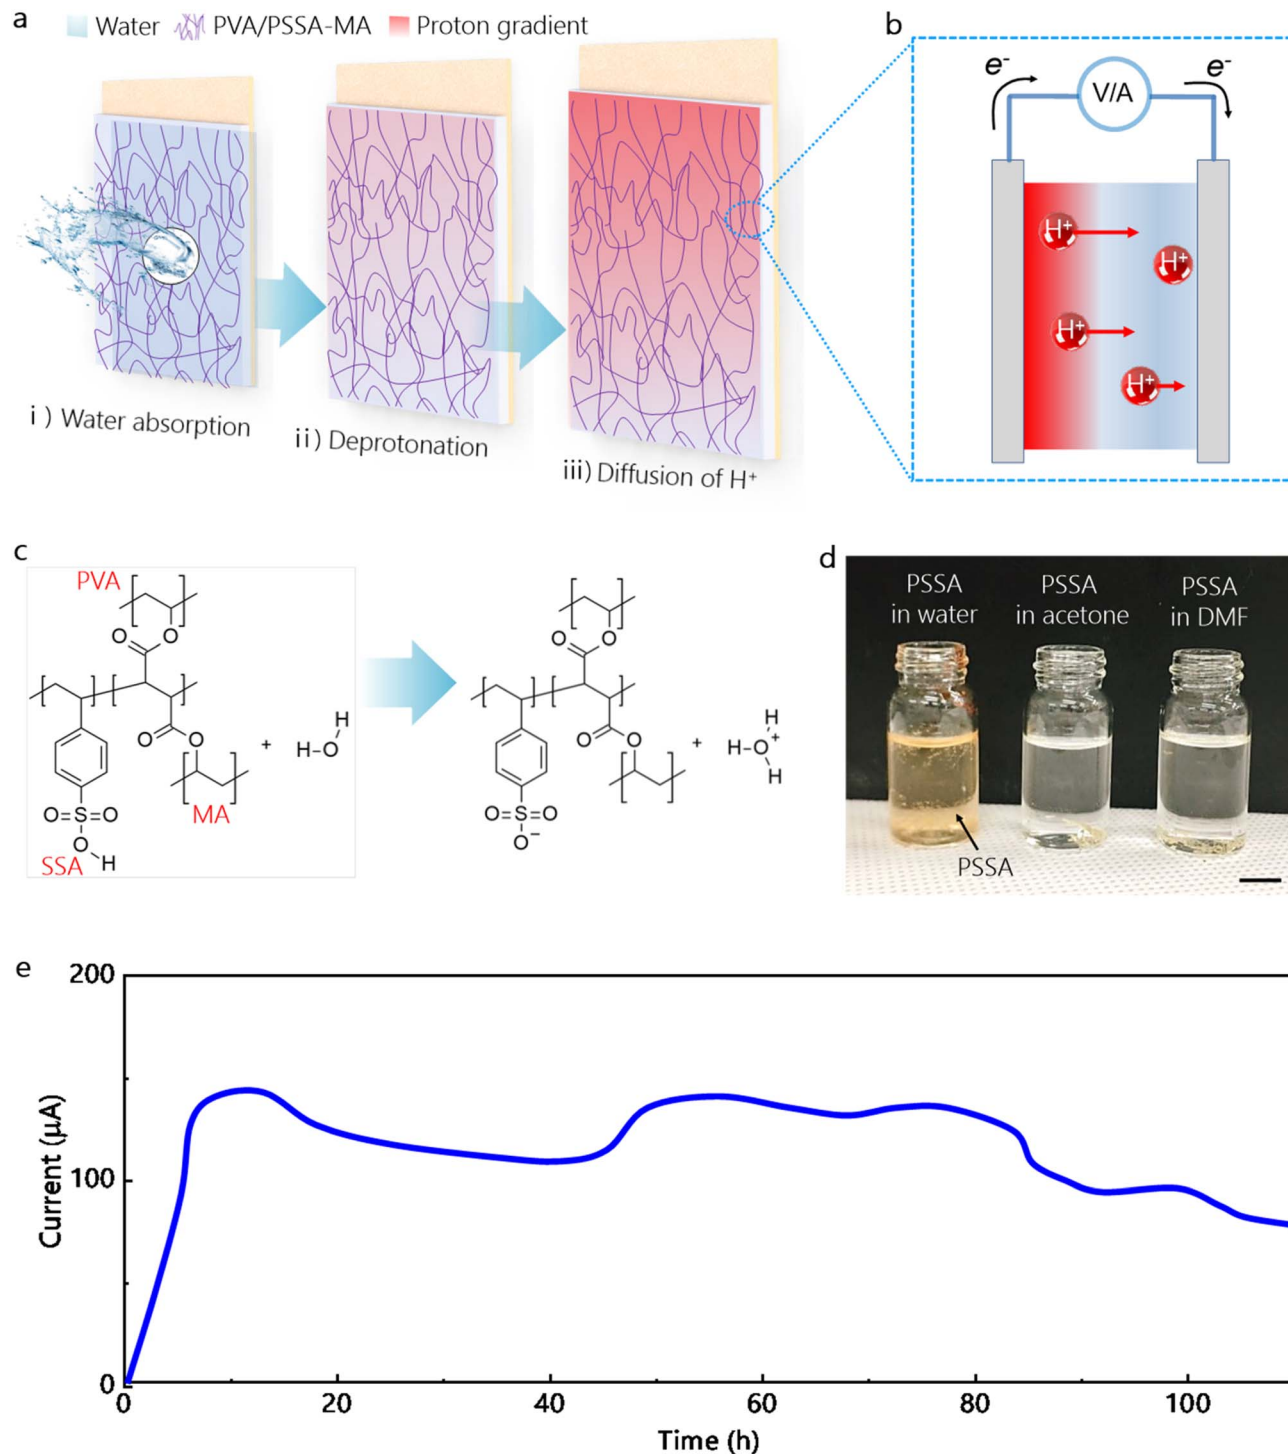 a
Water PVA/PSSA-MA Proton gradient
i ) Water absorption
ii) Deprotonation
iii) Diffusion of H⁺
b
e⁻ V/A e⁻
H⁺
H⁺
H⁺
H⁺
c
PVA
O O
O O
MA
O=S=O
O H
SSA
+ H-O H
O O
O O
O=S=O
O⁻
+ H-O⁺ H H
d
PSSA PSSA PSSA
in water in acetone in DMF
PSSA
e
200
100
0
Current (μA)
0 20 40 60 80 100
Time (h)